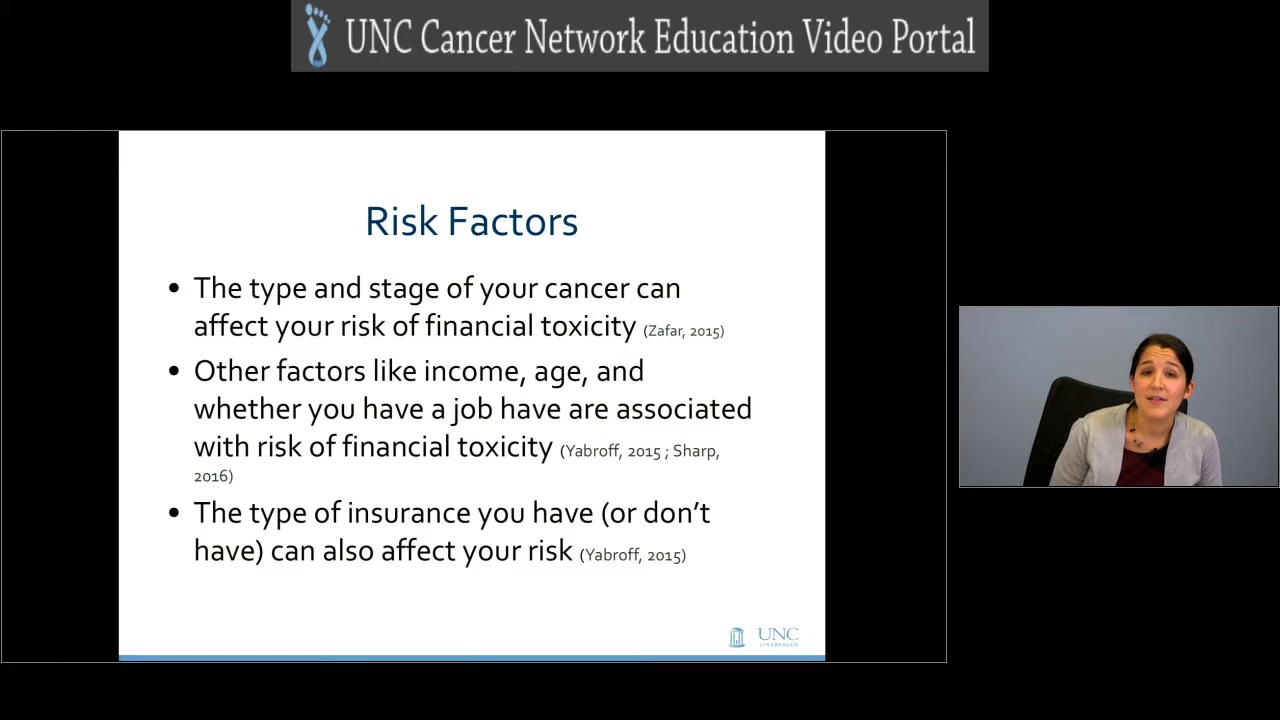 UNC Cancer Network Education Video Portal
Risk Factors
• The type and stage of your cancer can
affect your risk of financial toxicity (Zafar, 2015)
• Other factors like income, age, and
whether you have a job have are associated
with risk of financial toxicity (Yabroff, 2015 ; Sharp,
2016)
• The type of insurance you have (or don't
have) can also affect your risk (Yabroff, 2015)
UNC
LINEBERGER